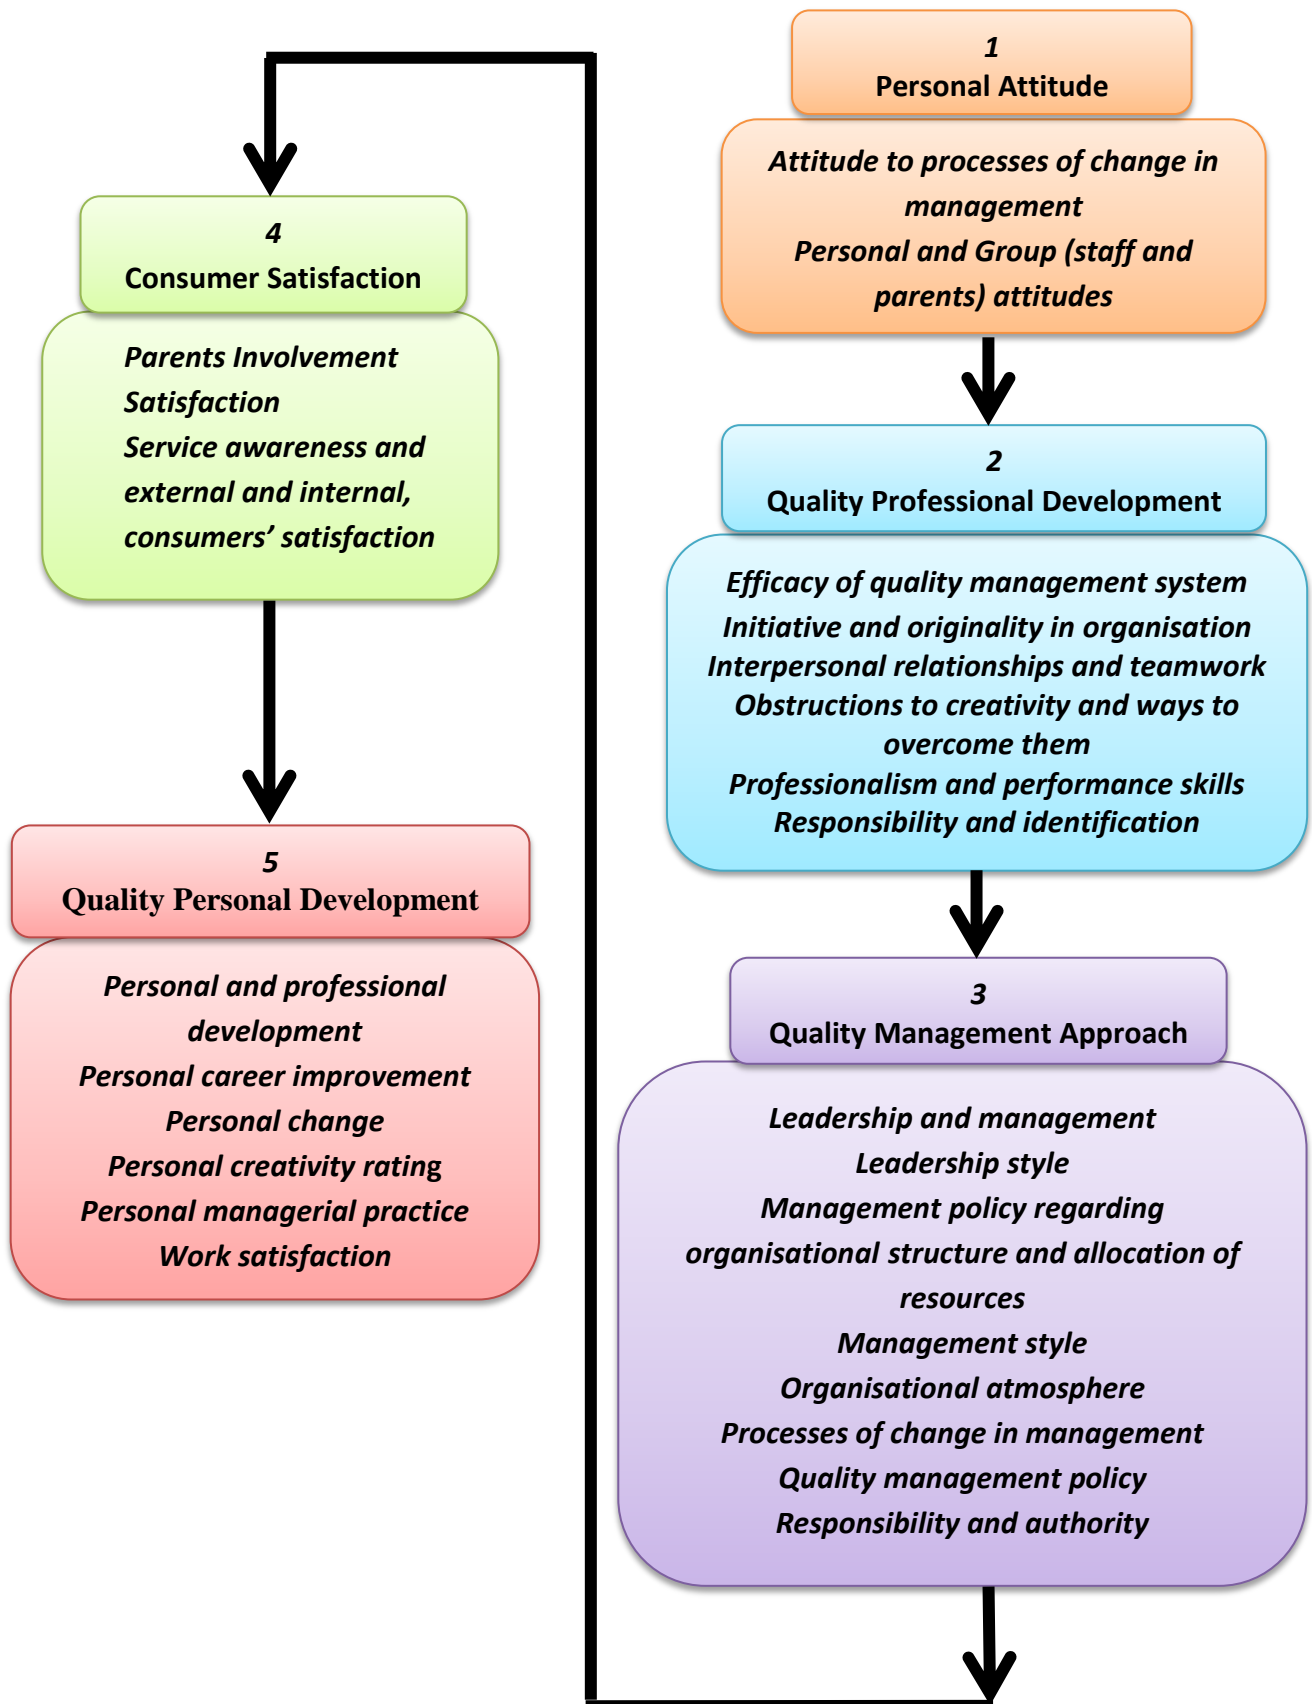 1
Personal Attitude
Attitude to processes of change in
management
Personal and Group (staff and
parents) attitudes
2
Quality Professional Development
Efficacy of quality management system
Initiative and originality in organisation
Interpersonal relationships and teamwork
Obstructions to creativity and ways to
overcome them
Professionalism and performance skills
Responsibility and identification
3
Quality Management Approach
Leadership and management
Leadership style
Management policy regarding
organisational structure and allocation of
resources
Management style
Organisational atmosphere
Processes of change in management
Quality management policy
Responsibility and authority
4
Consumer Satisfaction
Parents Involvement
Satisfaction
Service awareness and
external and internal,
consumers’ satisfaction
5
Quality Personal Development
Personal and professional
development
Personal career improvement
Personal change
Personal creativity rating
Personal managerial practice
Work satisfaction